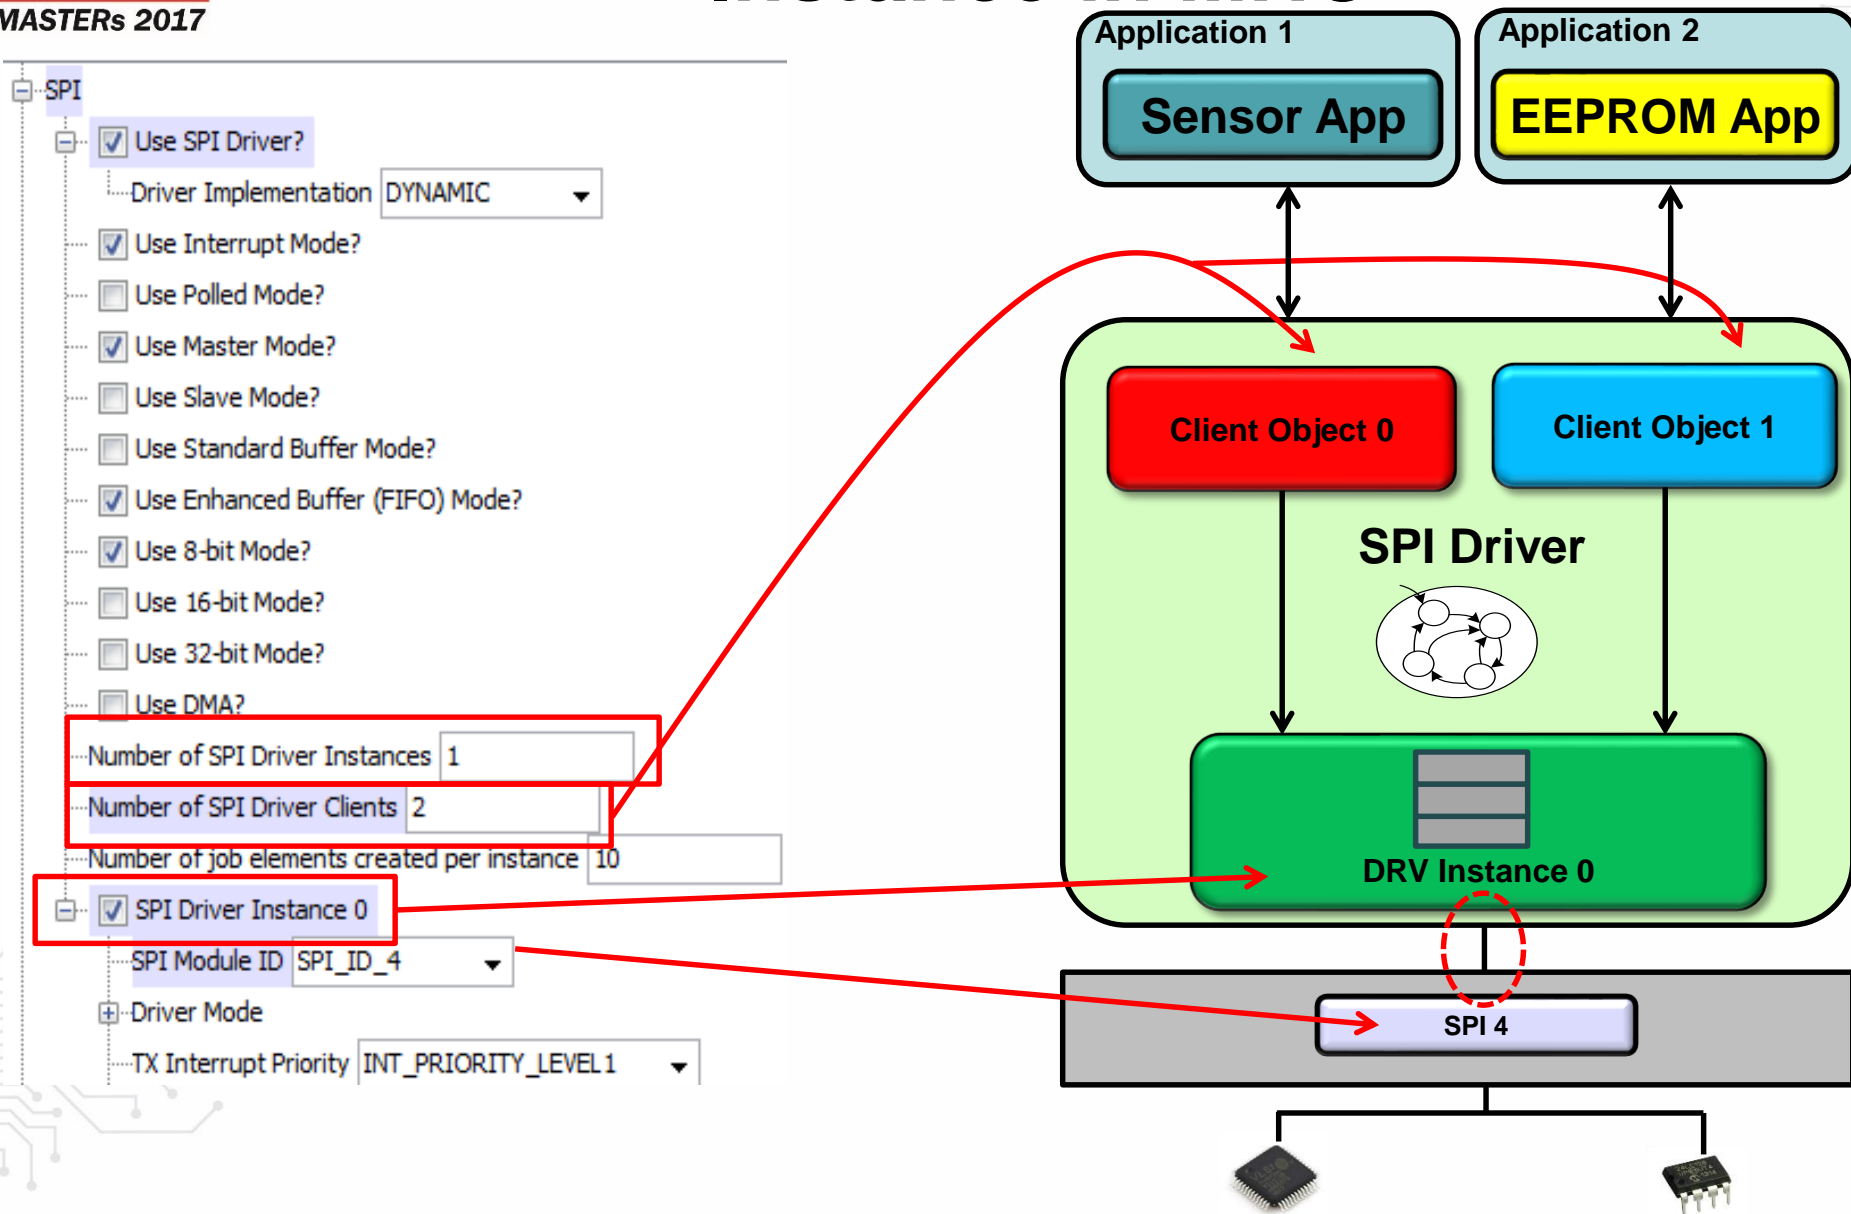 MASTERs 2017
SPI
Use SPI Driver?
Driver Implementation DYNAMIC
Use Interrupt Mode?
Use Polled Mode?
Use Master Mode?
Use Slave Mode?
Use Standard Buffer Mode?
Use Enhanced Buffer (FIFO) Mode?
Use 8-bit Mode?
Use 16-bit Mode?
Use 32-bit Mode?
Use DMA?
Number of SPI Driver Instances 1
Number of SPI Driver Clients 2
Number of job elements created per instance 10
SPI Driver Instance 0
SPI Module ID SPI_ID_4
Driver Mode
TX Interrupt Priority INT_PRIORITY_LEVEL1
Application 1
Sensor App
Application 2
EEPROM App
Client Object 0
Client Object 1
SPI Driver
DRV Instance 0
SPI 4